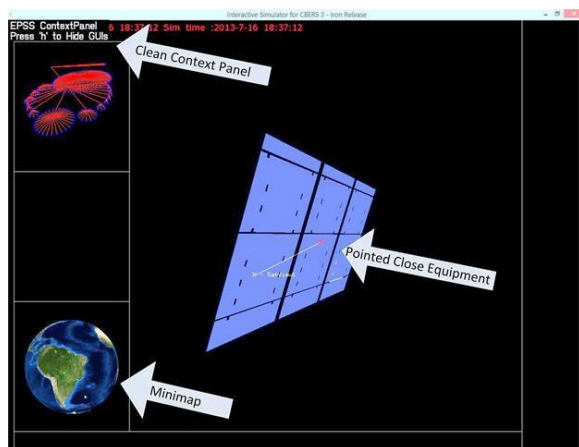 Interactive Simulator for CBERS 3 - Iron Release
EPSS ContextPanel
6 18:37:12 Sim time :2013-7-16 18:37:12
Press 'h' to Hide GUIs
Clean Context Panel
Pointed Close Equipment
Minimap